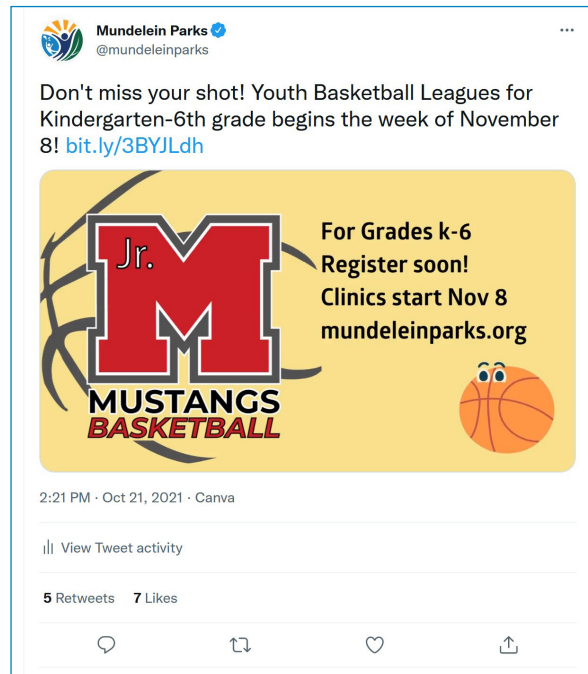 Mundelein Parks
@mundeleinparks
Don't miss your shot! Youth Basketball Leagues for
Kindergarten-6th grade begins the week of November
8! bit.ly/3BYJLdh
Jr.
M
MUSTANGS
BASKETBALL
For Grades k-6
Register soon!
Clinics start Nov 8
mundeleinparks.org
2:21 PM · Oct 21, 2021 · Canva
View Tweet activity
5 Retweets 7 Likes